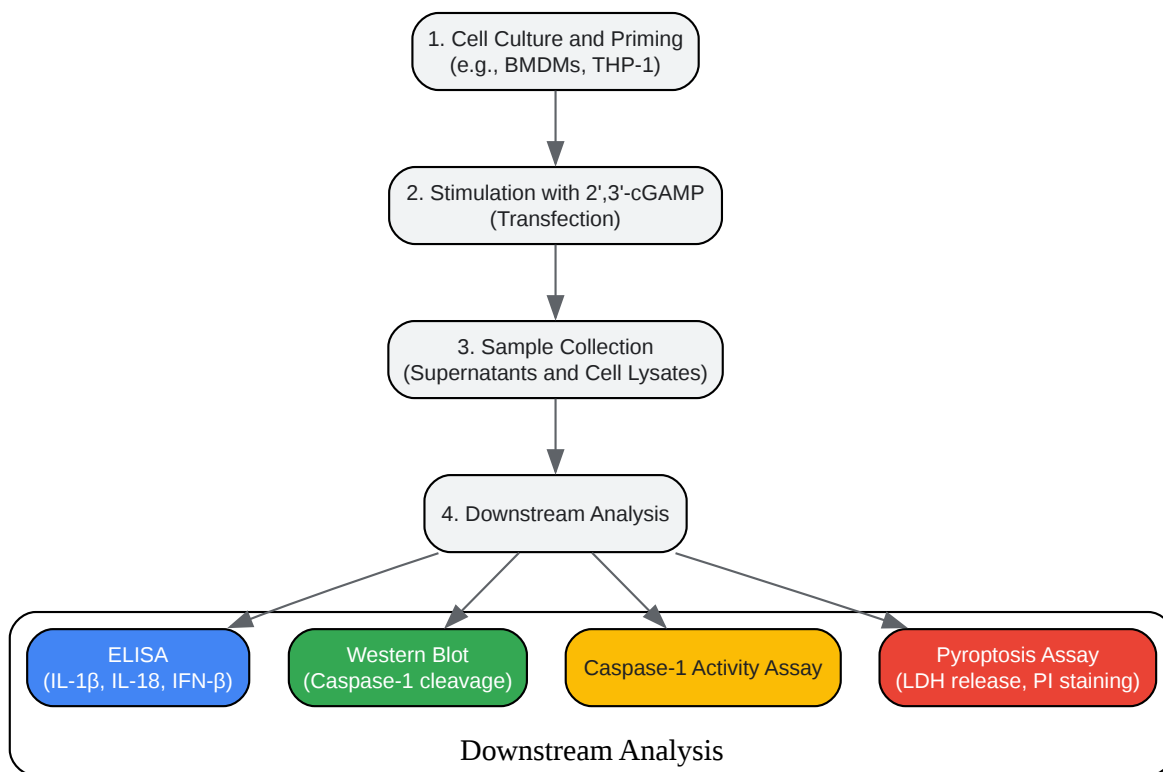 1. Cell Culture and Priming
(e.g., BMDMs, THP-1)
2. Stimulation with 2',3'-cGAMP
(Transfection)
3. Sample Collection
(Supernatants and Cell Lysates)
4. Downstream Analysis
ELISA
(IL-1β, IL-18, IFN-β)
Western Blot
(Caspase-1 cleavage)
Caspase-1 Activity Assay
Pyroptosis Assay
(LDH release, PI staining)
Downstream Analysis